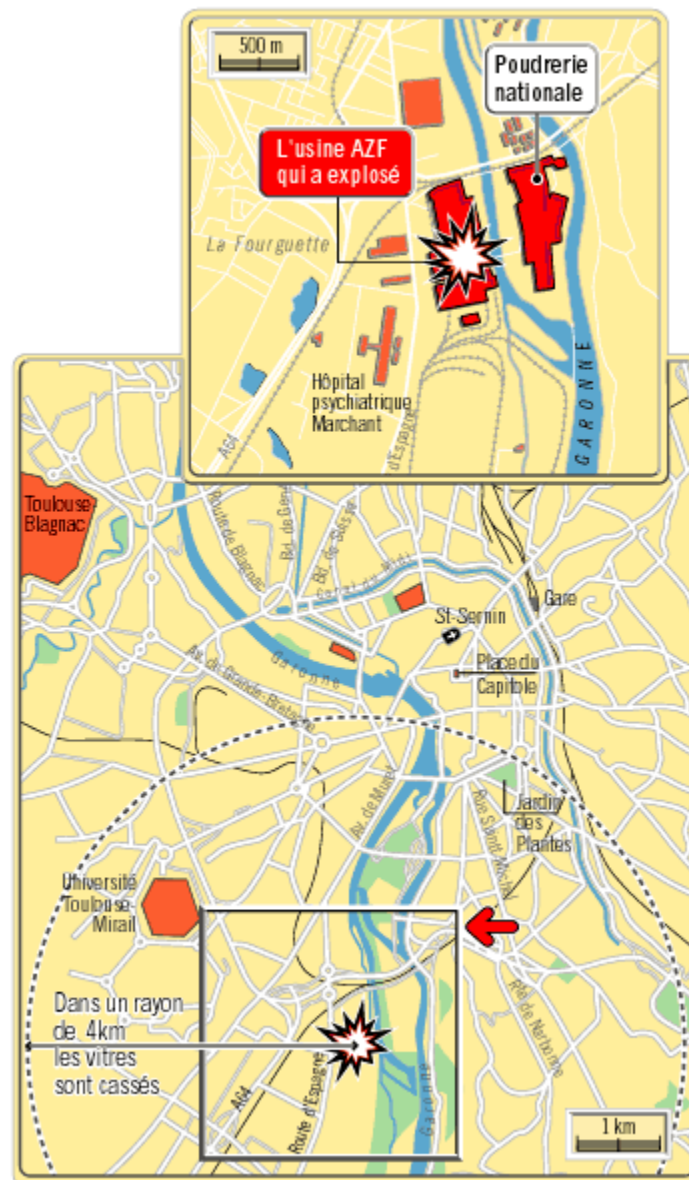 500 m
Poudrerie
nationale
L'usine AZF
qui a explosé
La Fourguette
Hôpital
psychiatrique
Marchant
d'Espagne
A64
GARONNE
Toulouse-
Blagnac
Route de Blagnac
Bd. de Suisse
Canal du Midi
Gare
St-Sernin
Place du
Capitole
Garonne
Av. de Grande-Bretagne
Av. de Muret
Rue Saint Michel
Jardin
des
Plantes
Université
Toulouse-
Mirail
Rte de Narbonne
Dans un rayon
de 4km
les vitres
sont cassés
A64
Route d'Espagne
Garonne
1 km